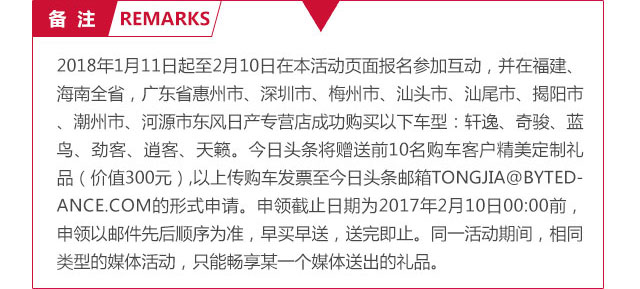 备 注 REMARKS
2018年1月11日起至2月10日在本活动页面报名参加互动，并在福建、
海南全省，广东省惠州市、深圳市、梅州市、汕头市、汕尾市、揭阳市
、潮州市、河源市东风日产专营店成功购买以下车型：轩逸、奇骏、蓝
鸟、劲客、逍客、天籁。今日头条将赠送前10名购车客户精美定制礼
品（价值300元）,以上传购车发票至今日头条邮箱TONGJIA@BYTED-
ANCE.COM的形式申请。申领截止日期为2017年2月10日00:00前，
申领以邮件先后顺序为准，早买早送，送完即止。同一活动期间，相同
类型的媒体活动，只能畅享某一个媒体送出的礼品。